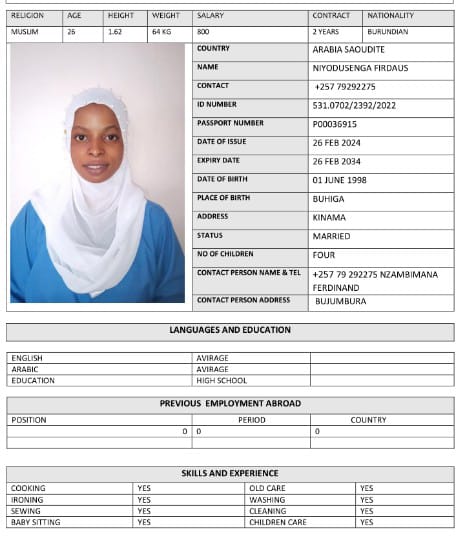 RELIGION AGE HEIGHT WEIGHT SALARY CONTRACT NATIONALITY
MUSLIM 26 1.62 64 KG 800 2 YEARS BURUNDIAN
COUNTRY ARABIA SAOUDITE
NAME NIYODUSENGA FIRDAUS
CONTACT +257 79292275
ID NUMBER 531.0702/2392/2022
PASSPORT NUMBER P00036915
DATE OF ISSUE 26 FEB 2024
EXPIRY DATE 26 FEB 2034
DATE OF BIRTH 01 JUNE 1998
PLACE OF BIRTH BUHIGA
ADDRESS KINAMA
STATUS MARRIED
NO OF CHILDREN FOUR
CONTACT PERSON NAME & TEL +257 79 292275 NZAMBIMANA
FERDINAND
CONTACT PERSON ADDRESS BUJUMBURA
LANGUAGES AND EDUCATION
ENGLISH AVIRAGE
ARABIC AVIRAGE
EDUCATION HIGH SCHOOL
PREVIOUS EMPLOYMENT ABROAD
POSITION PERIOD COUNTRY
0 0 0
SKILLS AND EXPERIENCE
COOKING YES OLD CARE YES
IRONING YES WASHING YES
SEWING YES CLEANING YES
BABY SITTING YES CHILDREN CARE YES